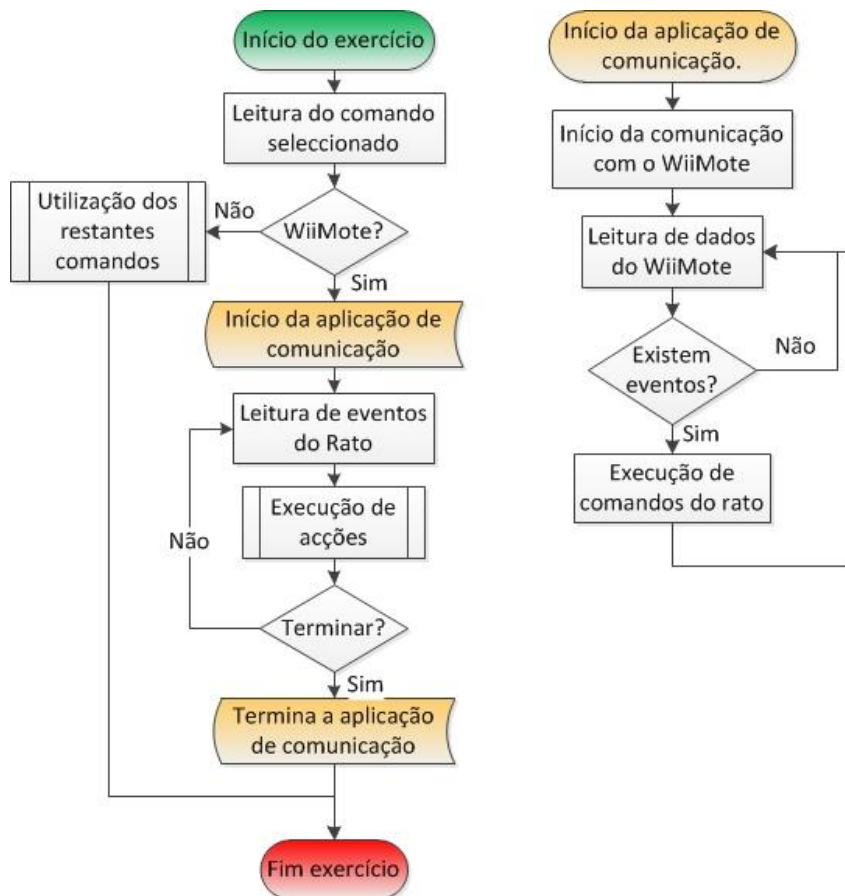 Início do exercício
Leitura do comando
seleccionado
Utilização dos
restantes
comandos
Não
WiiMote?
Sim
Início da aplicação de
comunicação
Leitura de eventos
do Rato
Execução de
acções
Não
Terminar?
Sim
Termina a aplicação
de comunicação
Fim exercício
Início da aplicação de
comunicação.
Início da comunicação
com o WiiMote
Leitura de dados
do WiiMote
Existem
eventos?
Não
Sim
Execução de
comandos do rato